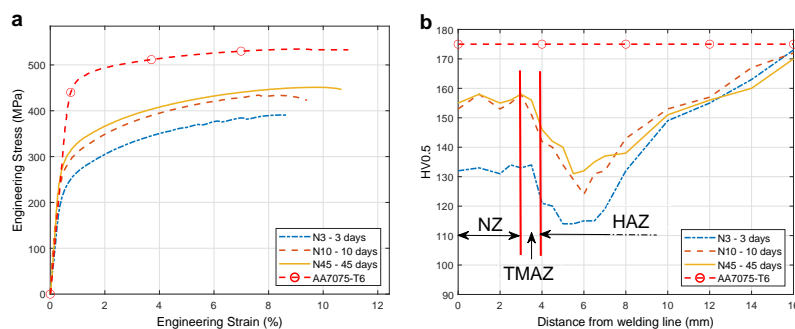 a
Engineering Stress (MPa)
500
400
300
200
100
0
0 2 4 6 8 10 12
Engineering Strain (%)
N3 - 3 days
N10 - 10 days
N45 - 45 days
AA7075-T6
b
HV0.5
180
170
160
150
140
130
120
110
100
90
0 2 4 6 8 10 12 14 16
Distance from welding line (mm)
NZ
TMAZ
HAZ
N3 - 3 days
N10 - 10 days
N45 - 45 days
AA7075-T6